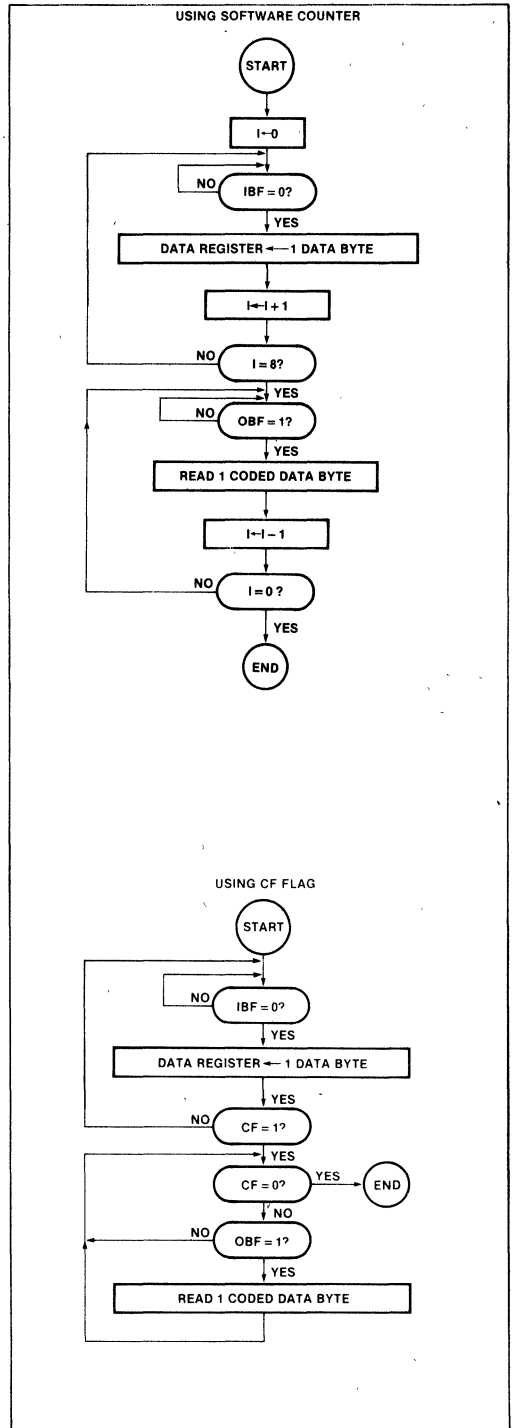 USING SOFTWARE COUNTER
START
I←0
NO
IBF = 0?
YES
DATA REGISTER ← 1 DATA BYTE
I←I + 1
NO
I = 8?
YES
NO
OBF = 1?
YES
READ 1 CODED DATA BYTE
I←I − 1
NO
I = 0 ?
YES
END
USING CF FLAG
START
NO
IBF = 0?
YES
DATA REGISTER ← 1 DATA BYTE
YES
NO
CF = 1?
YES
CF = 0?
YES
END
NO
NO
OBF = 1?
YES
READ 1 CODED DATA BYTE